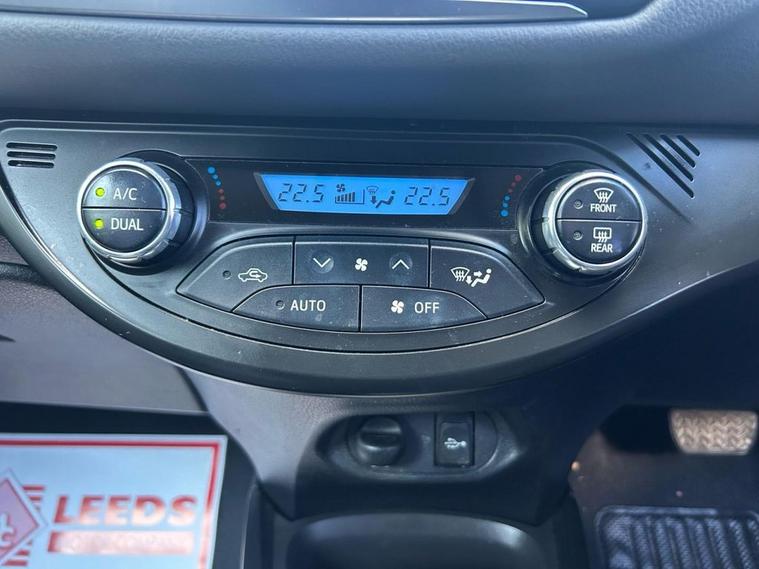 A/C
DUAL
22.5 22.5
FRONT
REAR
AUTO
OFF
LEEDS